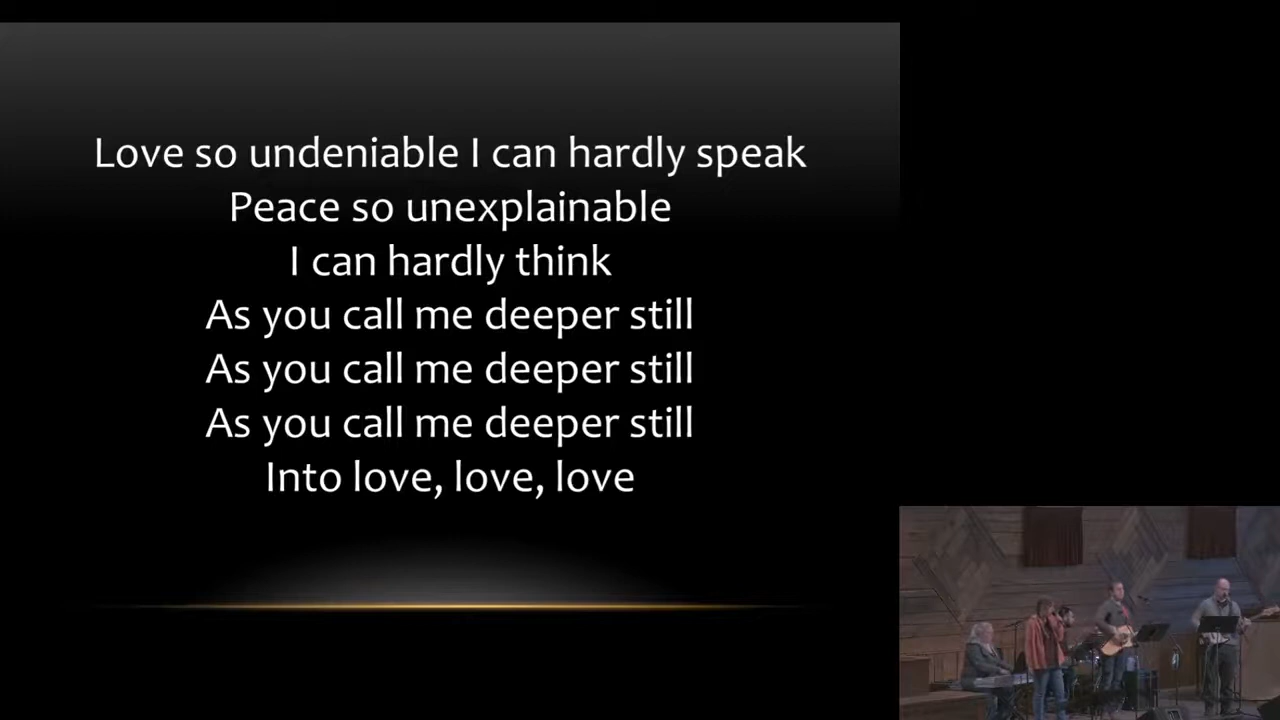 Love so undeniable I can hardly speak
Peace so unexplainable
I can hardly think
As you call me deeper still
As you call me deeper still
As you call me deeper still
Into love, love, love